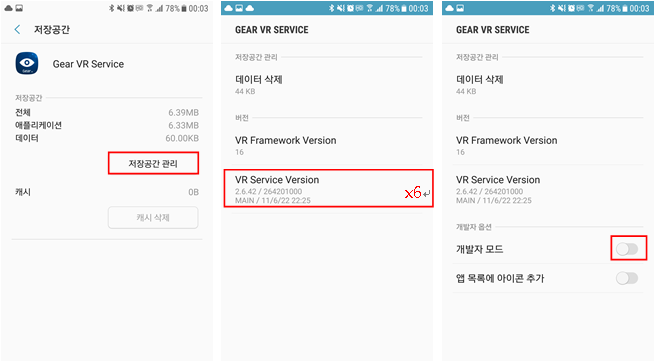 78% 00:03
저장공간
Gear VR Service
저장공간
전체 6.39MB
애플리케이션 6.33MB
데이터 60.00KB
저장공간 관리
캐시 0B
캐시 삭제
78% 00:03
GEAR VR SERVICE
저장공간 관리
데이터 삭제
44 KB
버전
VR Framework Version
16
VR Service Version
2.6.42 / 264201000
MAIN / 11/6/22 22:25
x6↵
78% 00:03
GEAR VR SERVICE
저장공간 관리
데이터 삭제
44 KB
버전
VR Framework Version
16
VR Service Version
2.6.42 / 264201000
MAIN / 11/6/22 22:25
개발자 옵션
개발자 모드
앱 목록에 아이콘 추가